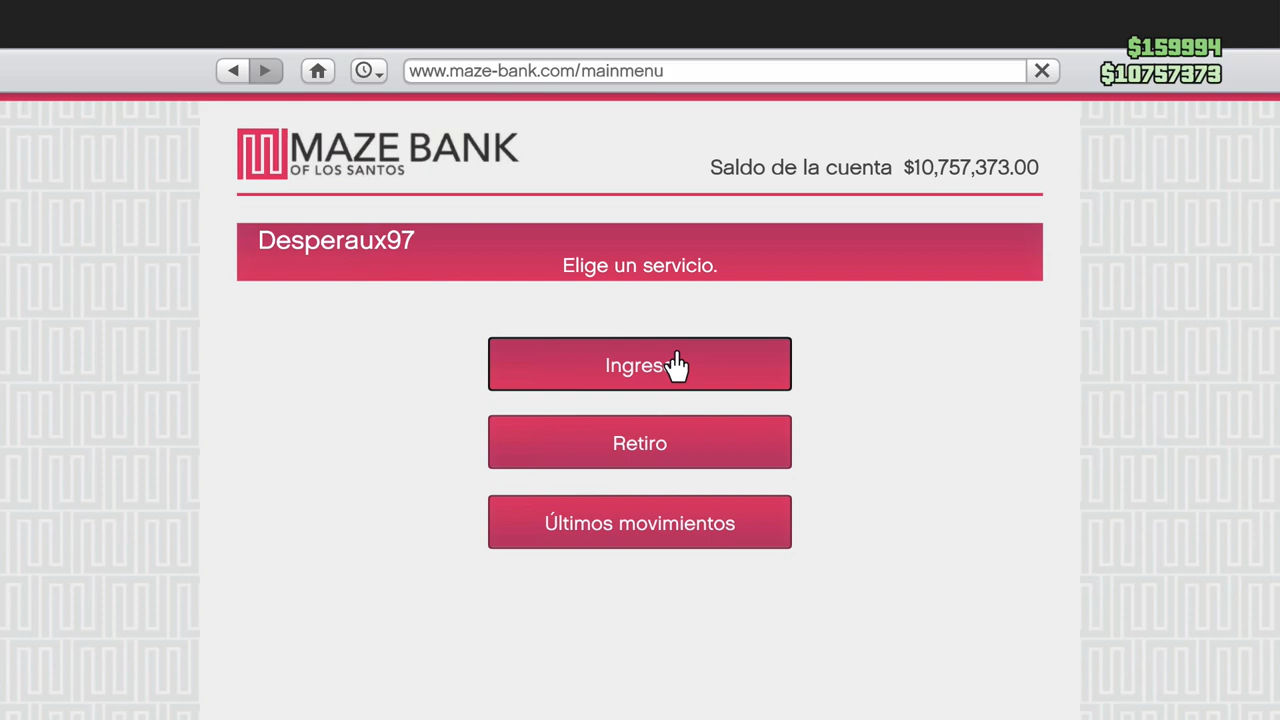 $159994
www.maze-bank.com/mainmenu
$10757373
MAZE BANK
OF LOS SANTOS
Saldo de la cuenta $10,757,373.00
Desperaux97
Elige un servicio.
Ingres
Retiro
Últimos movimientos